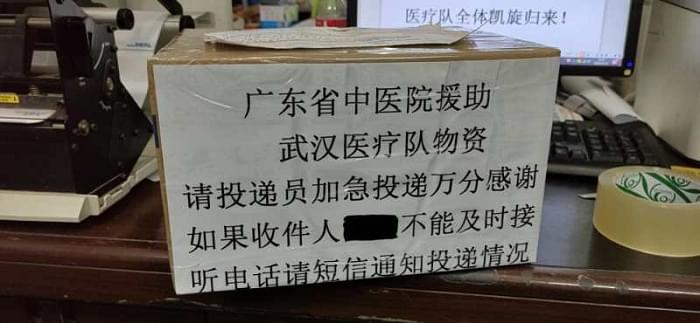 医疗队全体凯旋归来！
广东省中医院援助
武汉医疗队物资
请投递员加急投递万分感谢
如果收件人 不能及时接
听电话请短信通知投递情况